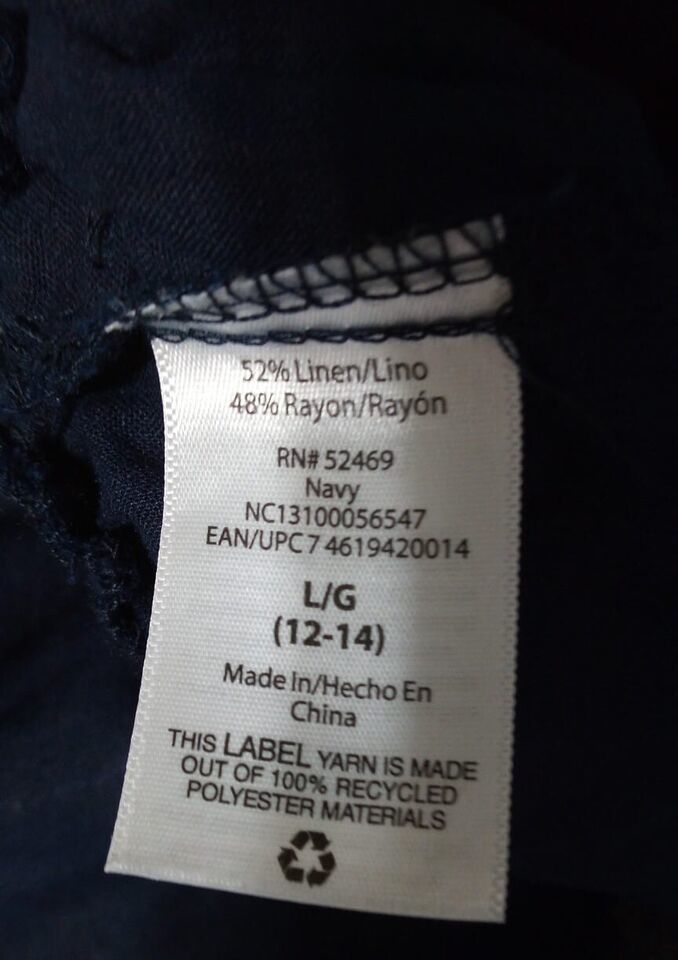 52% Linen/Lino
48% Rayon/Rayón
RN# 52469
Navy
NC13100056547
EAN/UPC 7 4619420014
L/G
(12-14)
Made In/Hecho En
China
THIS LABEL YARN IS MADE
OUT OF 100% RECYCLED
POLYESTER MATERIALS